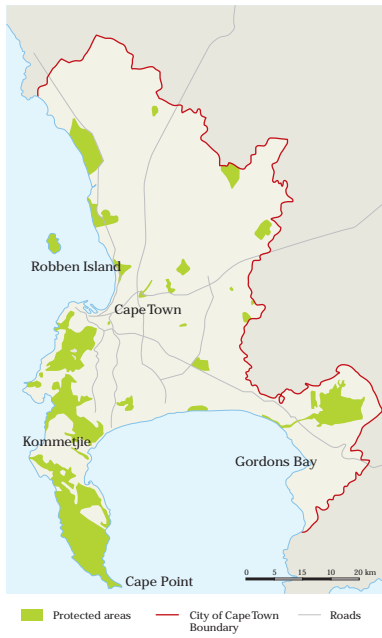 Robben Island
Cape Town
Kommetjie
Gordons Bay
Cape Point
0 5 15 10 20 km
Protected areas
City of Cape Town
Boundary
Roads